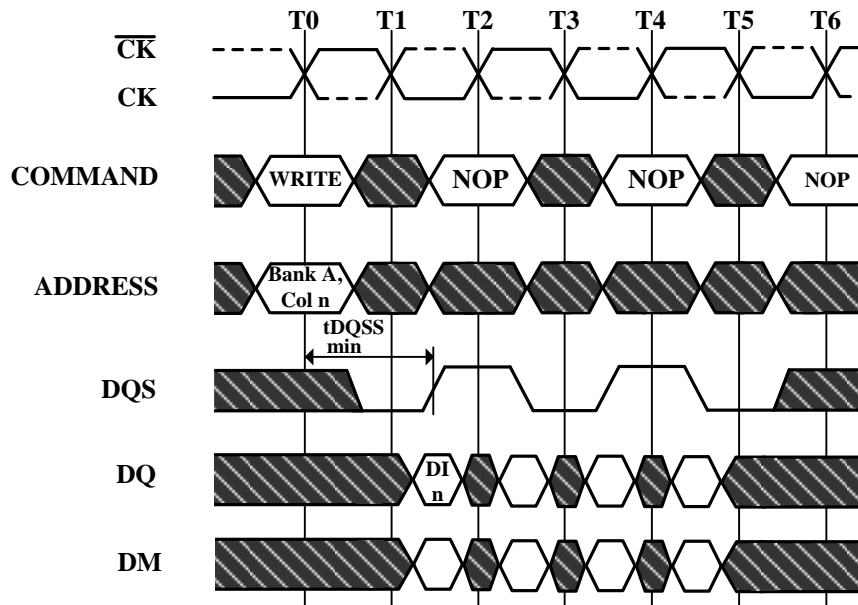 T0 T1 T2 T3 T4 T5 T6
CK
CK
COMMAND
WRITE NOP NOP NOP
ADDRESS
Bank A,
Col n
tDQSS
min
DQS
DQ
DI
n
DM